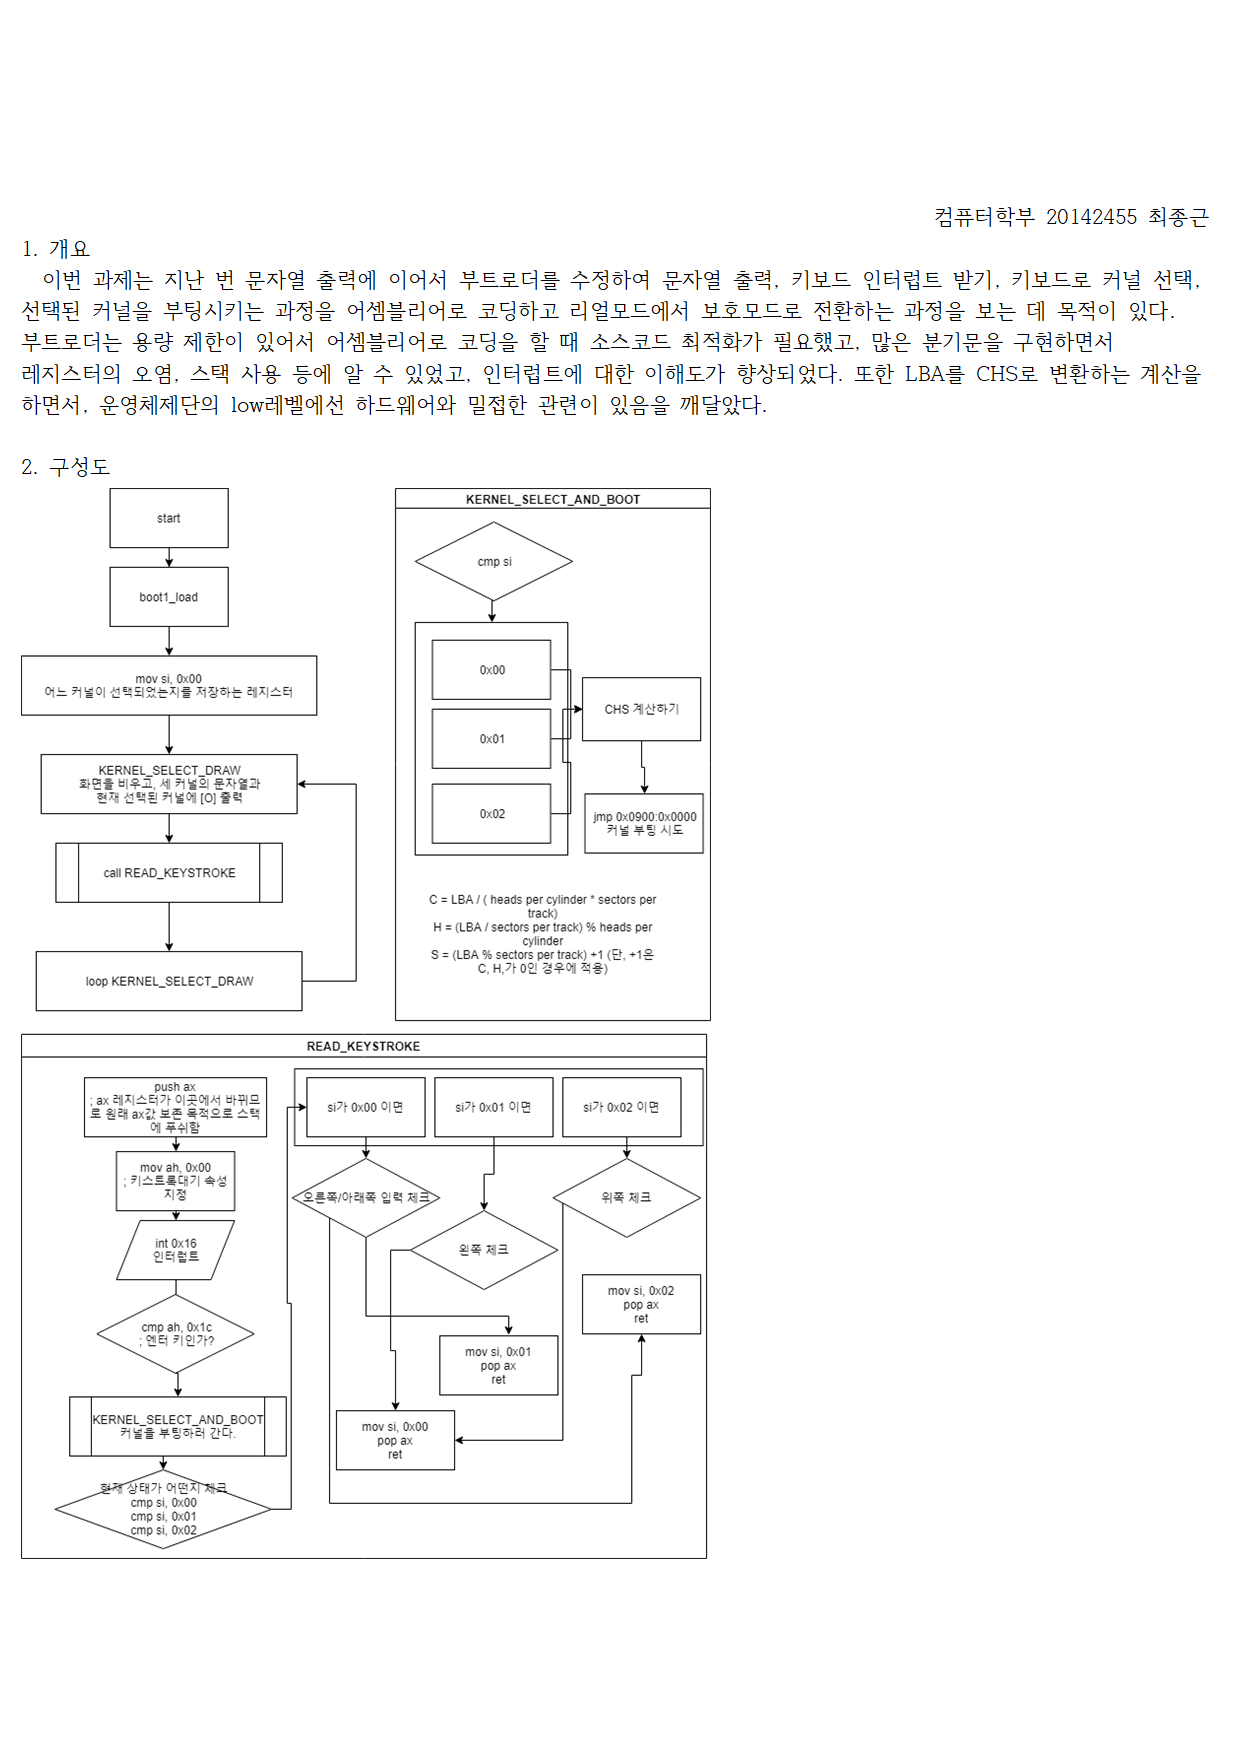 컴퓨터학부 20142455 최종근
1. 개요
이번 과제는 지난 번 문자열 출력에 이어서 부트로더를 수정하여 문자열 출력, 키보드 인터럽트 받기, 키보드로 커널 선택,
선택된 커널을 부팅시키는 과정을 어셈블리어로 코딩하고 리얼모드에서 보호모드로 전환하는 과정을 보는 데 목적이 있다.
부트로더는 용량 제한이 있어서 어셈블리어로 코딩을 할 때 소스코드 최적화가 필요했고, 많은 분기문을 구현하면서
레지스터의 오염, 스택 사용 등에 알 수 있었고, 인터럽트에 대한 이해도가 향상되었다. 또한 LBA를 CHS로 변환하는 계산을
하면서, 운영체제단의 low레벨에선 하드웨어와 밀접한 관련이 있음을 깨달았다.
2. 구성도
start
boot1_load
mov si, 0x00
어느 커널이 선택되었는지를 저장하는 레지스터
KERNEL_SELECT_DRAW
화면을 비우고, 세 커널의 문자열과
현재 선택된 커널에 [O] 출력
call READ_KEYSTROKE
loop KERNEL_SELECT_DRAW
KERNEL_SELECT_AND_BOOT
cmp si
0x00
0x01
0x02
CHS 계산하기
jmp 0x0900:0x0000
커널 부팅 시도
C = LBA / ( heads per cylinder * sectors per
track)
H = (LBA / sectors per track) % heads per
cylinder
S = (LBA % sectors per track) +1 (단, +1은
C, H,가 0인 경우에 적용)
READ_KEYSTROKE
push ax
; ax 레지스터가 이곳에서 바뀌므
로 원래 ax값 보존 목적으로 스택
에 푸쉬함
mov ah, 0x00
; 키스트록대기 속성
지정
int 0x16
인터럽트
cmp ah, 0x1c
; 엔터 키인가?
KERNEL_SELECT_AND_BOOT
커널을 부팅하러 간다.
현재 상태가 어떤지 체크
cmp si, 0x00
cmp si, 0x01
cmp si, 0x02
si가 0x00 이면
si가 0x01 이면
si가 0x02 이면
오른쪽/아래쪽 입력 체크
왼쪽 체크
위쪽 체크
mov si, 0x02
pop ax
ret
mov si, 0x01
pop ax
ret
mov si, 0x00
pop ax
ret